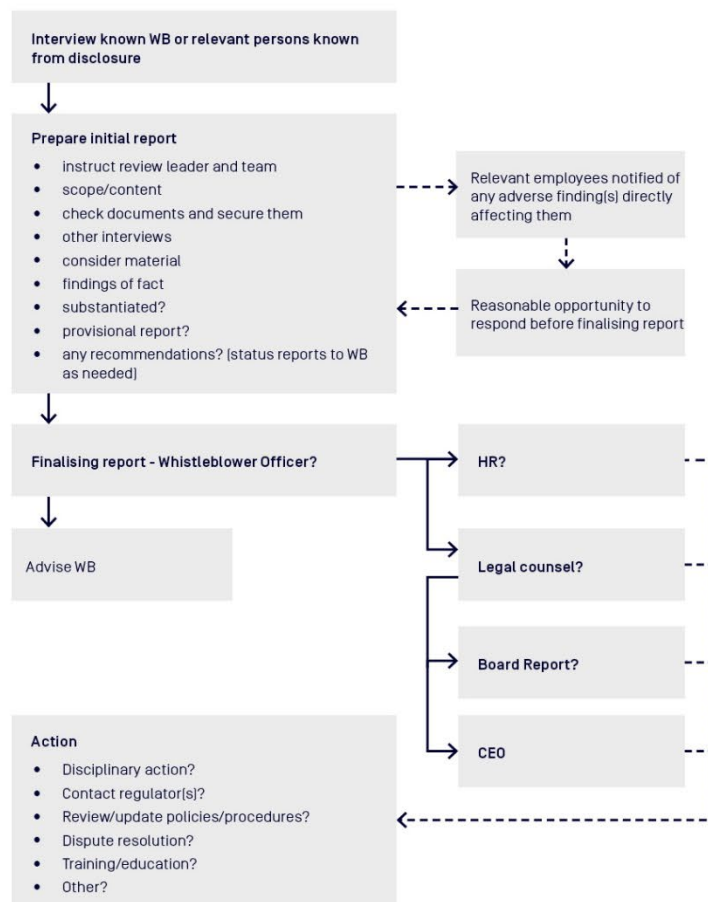 Interview known WB or relevant persons known
from disclosure
Prepare initial report
• instruct review leader and team
• scope/content
• check documents and secure them
• other interviews
• consider material
• findings of fact
• substantiated?
• provisional report?
• any recommendations? (status reports to WB
as needed)
Relevant employees notified of
any adverse finding(s) directly
affecting them
Reasonable opportunity to
respond before finalising report
Finalising report - Whistleblower Officer?
HR?
Advise WB
Legal counsel?
Board Report?
CEO
Action
• Disciplinary action?
• Contact regulator(s)?
• Review/update policies/procedures?
• Dispute resolution?
• Training/education?
• Other?